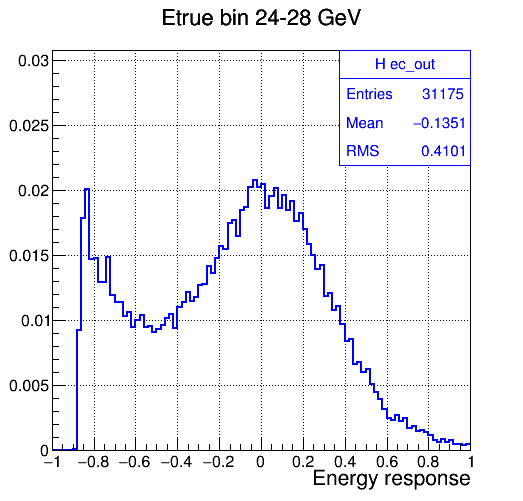 Etrue bin 24-28 GeV
H ec_out
Entries 31175
Mean −0.1351
RMS 0.4101
0.03
0.025
0.02
0.015
0.01
0.005
0
−1 −0.8 −0.6 −0.4 −0.2 0 0.2 0.4 0.6 0.8 1
Energy response